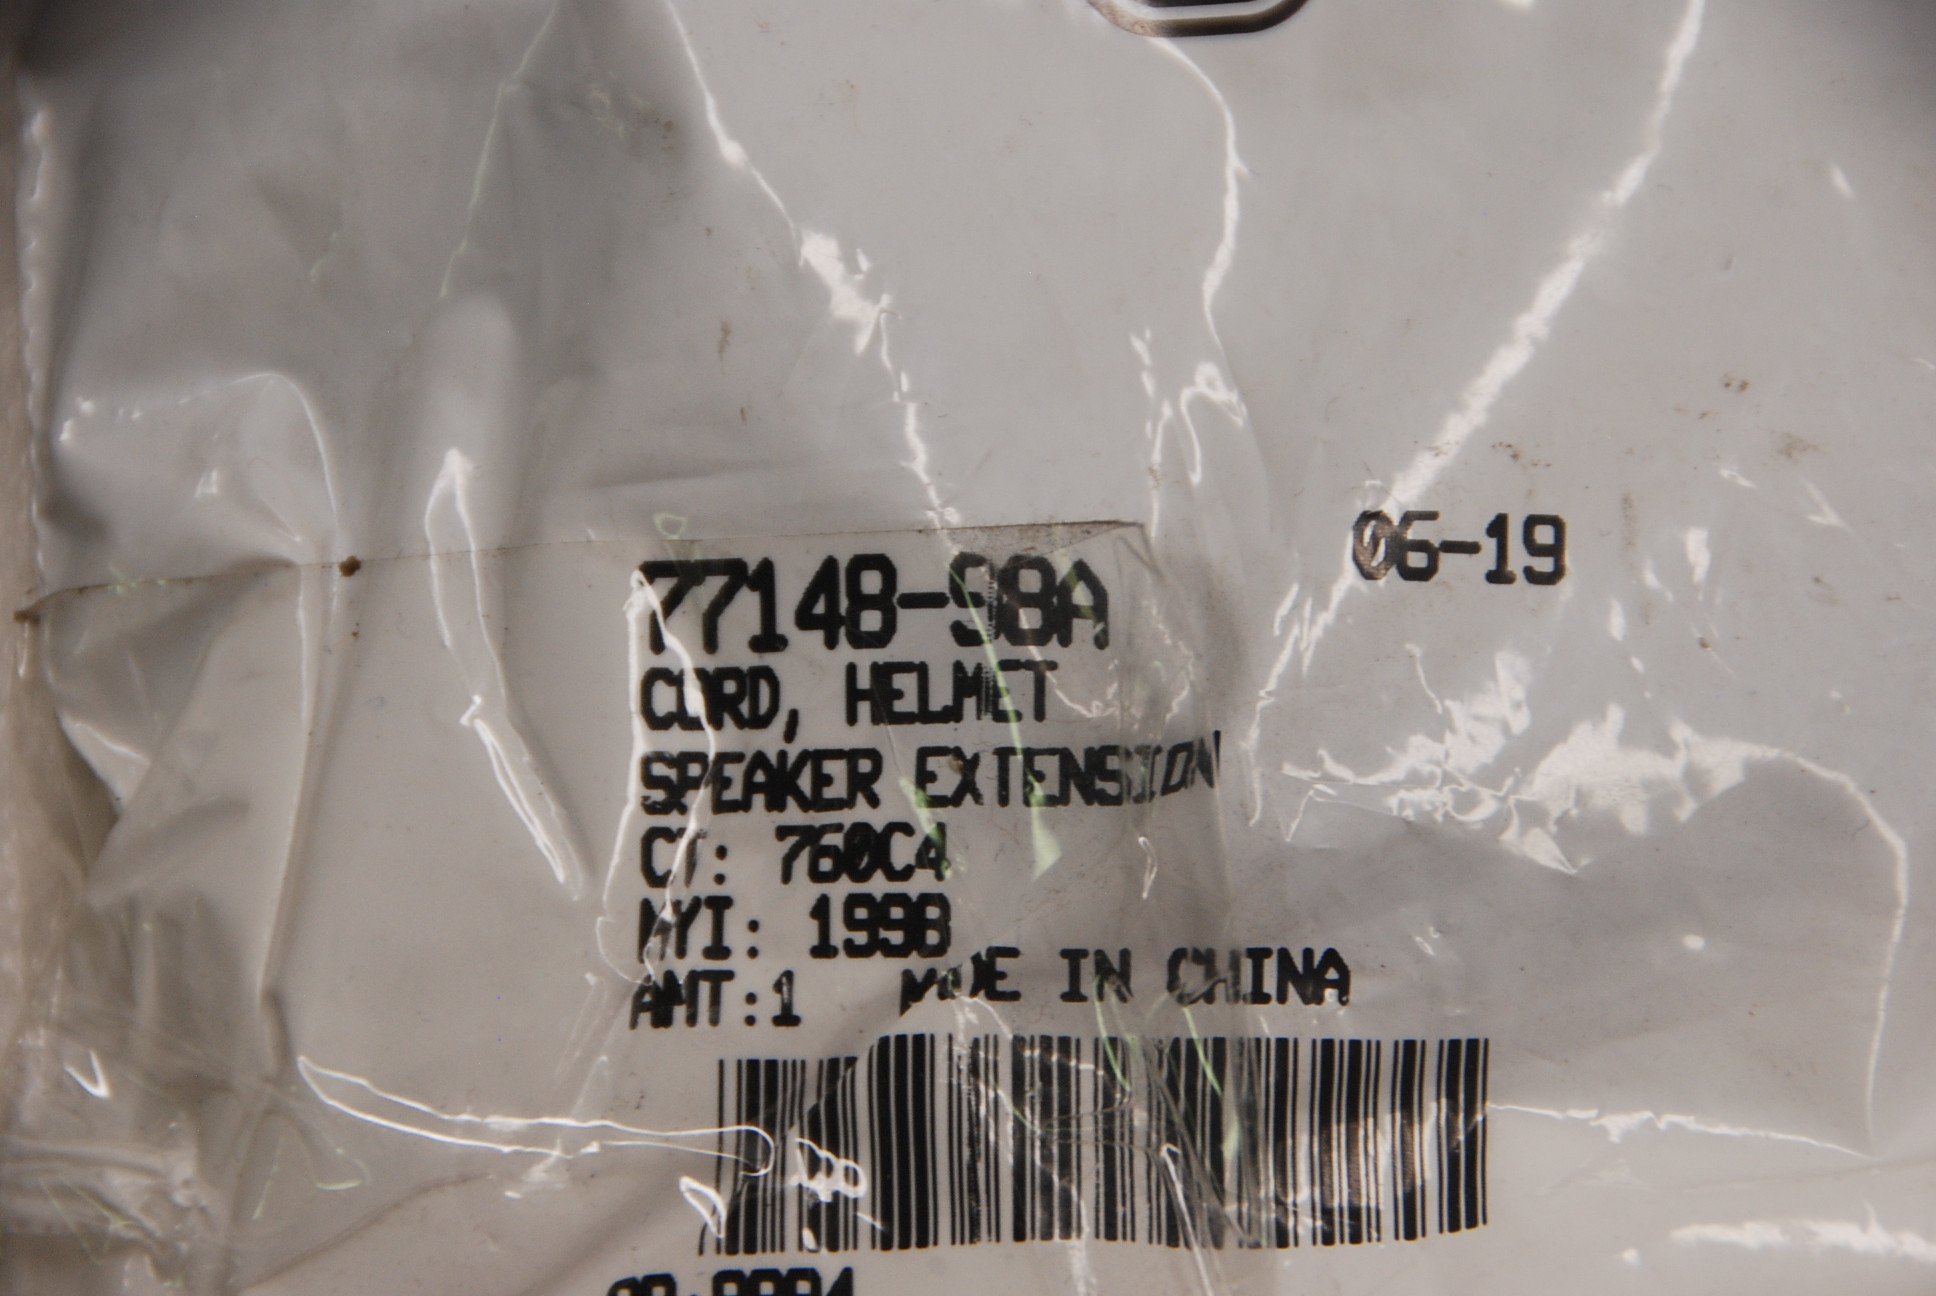 06-19
77148-98A
CORD, HELMET
SPEAKER EXTENSION
CT: 760C4
MYI: 1998
AMT:1 MADE IN CHINA